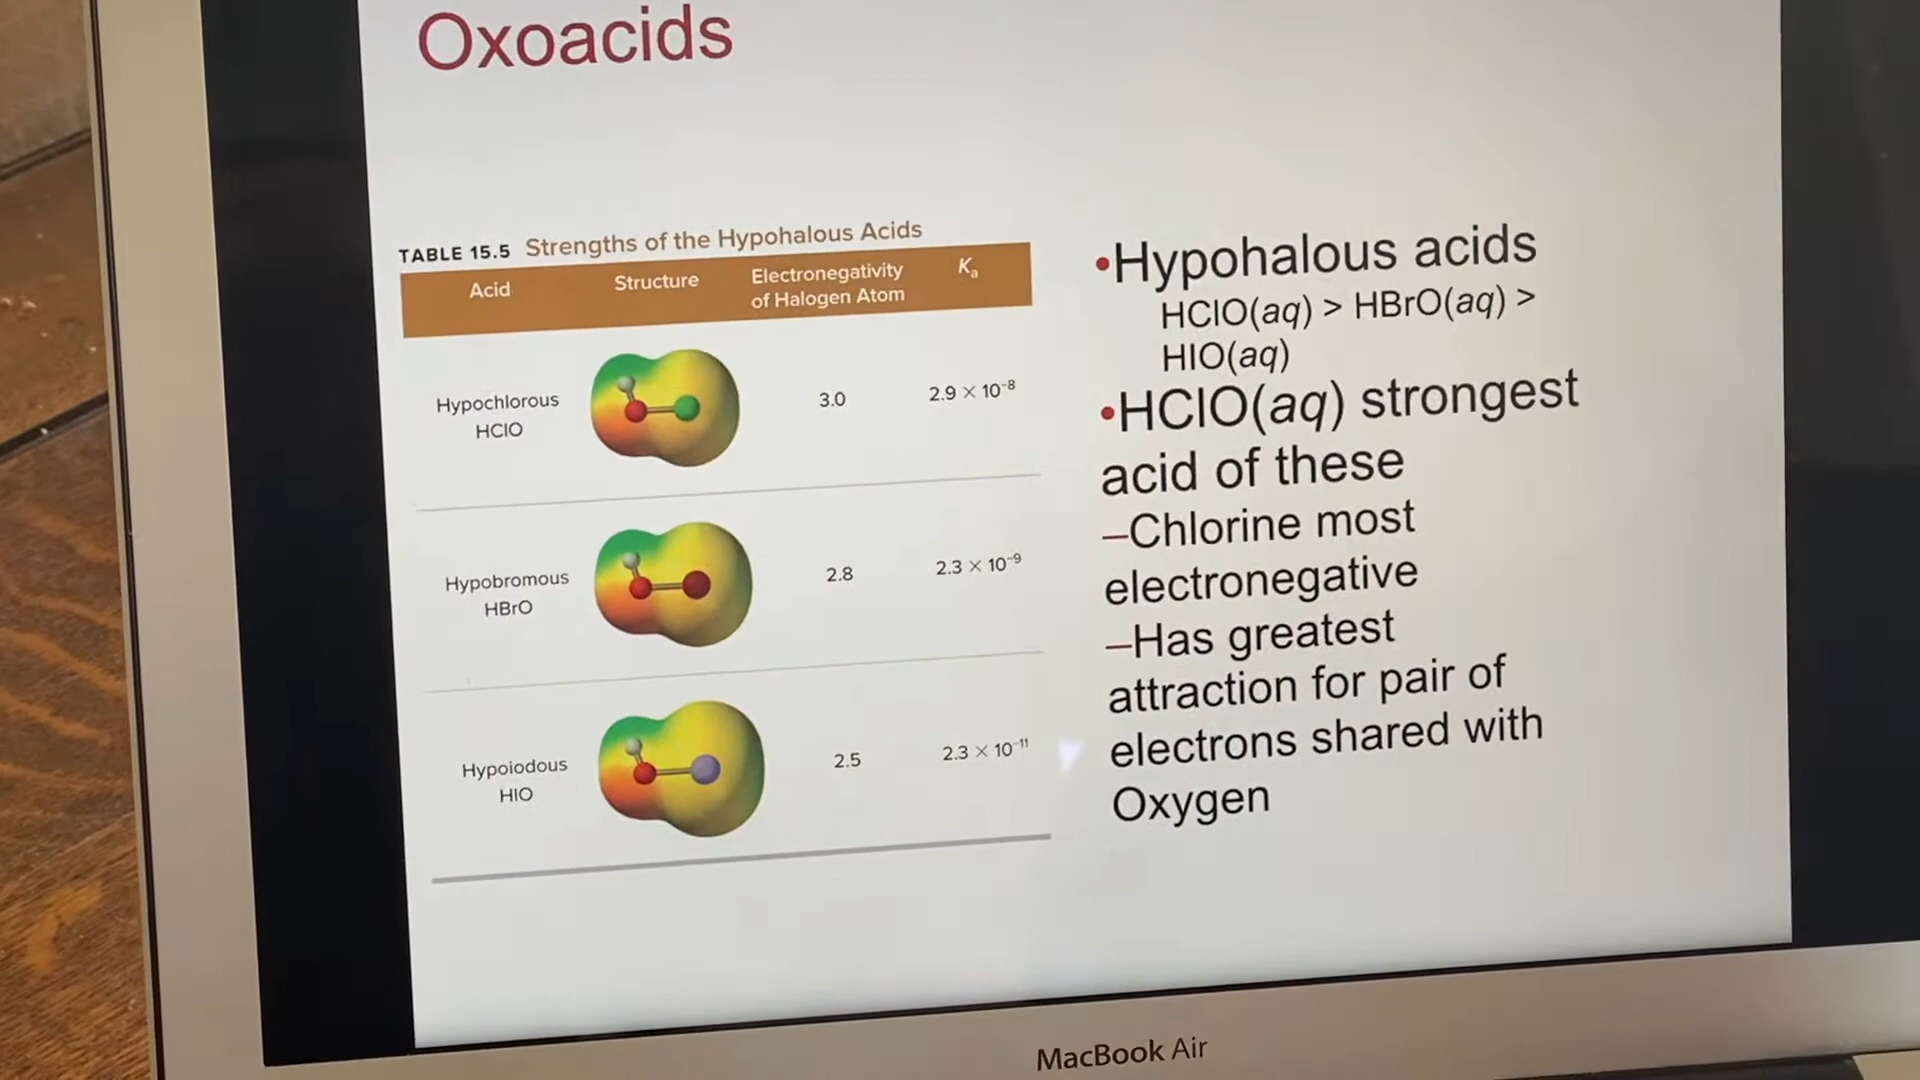 Oxoacids
TABLE 15.5 Strengths of the Hypohalous Acids
Acid Structure Electronegativity of Halogen Atom Kₐ
Hypochlorous
HClO
3.0 2.9 × 10⁻⁸
Hypobromous
HBrO
2.8 2.3 × 10⁻⁹
Hypoiodous
HIO
2.5 2.3 × 10⁻¹¹
•Hypohalous acids
HClO(aq) > HBrO(aq) >
HIO(aq)
•HClO(aq) strongest
acid of these
–Chlorine most
electronegative
–Has greatest
attraction for pair of
electrons shared with
Oxygen
MacBook Air